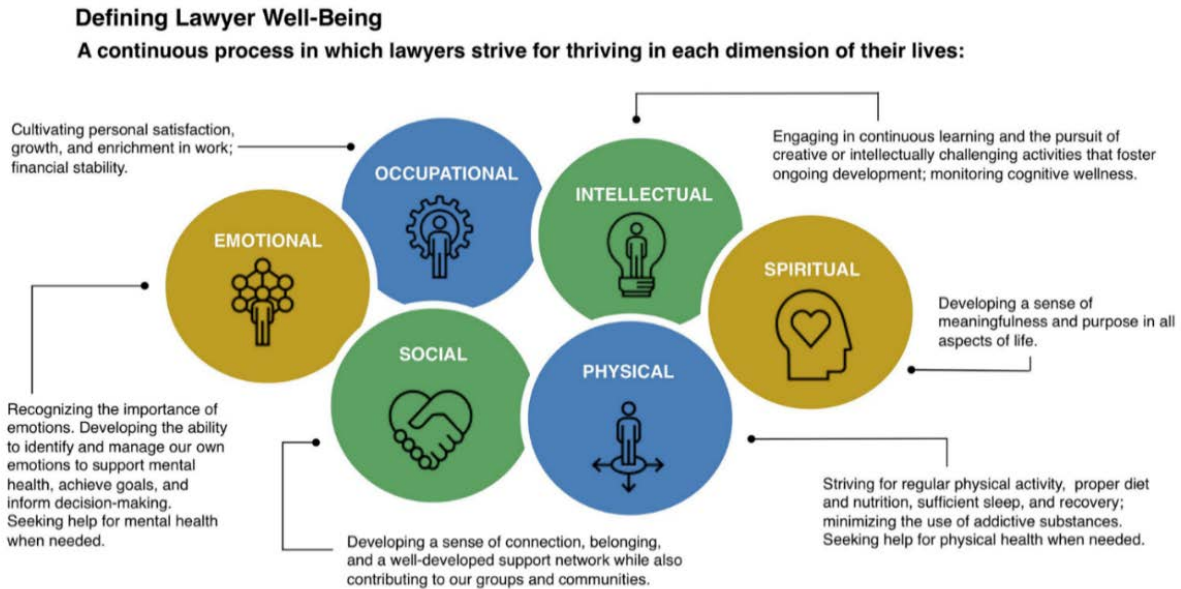 Defining Lawyer Well-Being
A continuous process in which lawyers strive for thriving in each dimension of their lives:
Cultivating personal satisfaction,
growth, and enrichment in work;
financial stability.
OCCUPATIONAL
INTELLECTUAL
Engaging in continuous learning and the pursuit of
creative or intellectually challenging activities that foster
ongoing development; monitoring cognitive wellness.
EMOTIONAL
SPIRITUAL
Developing a sense of
meaningfulness and purpose in all
aspects of life.
SOCIAL
PHYSICAL
Recognizing the importance of
emotions. Developing the ability
to identify and manage our own
emotions to support mental
health, achieve goals, and
inform decision-making.
Seeking help for mental health
when needed.
Striving for regular physical activity, proper diet
and nutrition, sufficient sleep, and recovery;
minimizing the use of addictive substances.
Seeking help for physical health when needed.
Developing a sense of connection, belonging,
and a well-developed support network while also
contributing to our groups and communities.